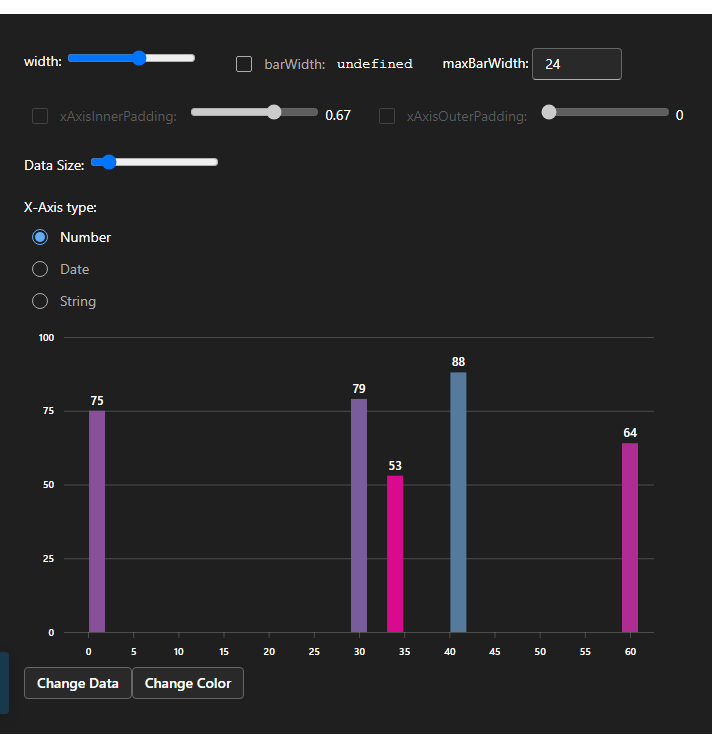 width: barWidth: undefined maxBarWidth: 24
xAxisInnerPadding: 0.67 xAxisOuterPadding: 0
Data Size:
X-Axis type:
Number
Date
String
100
88
75 79
75
64
53
50
25
0
0 5 10 15 20 25 30 35 40 45 50 55 60
Change Data Change Color